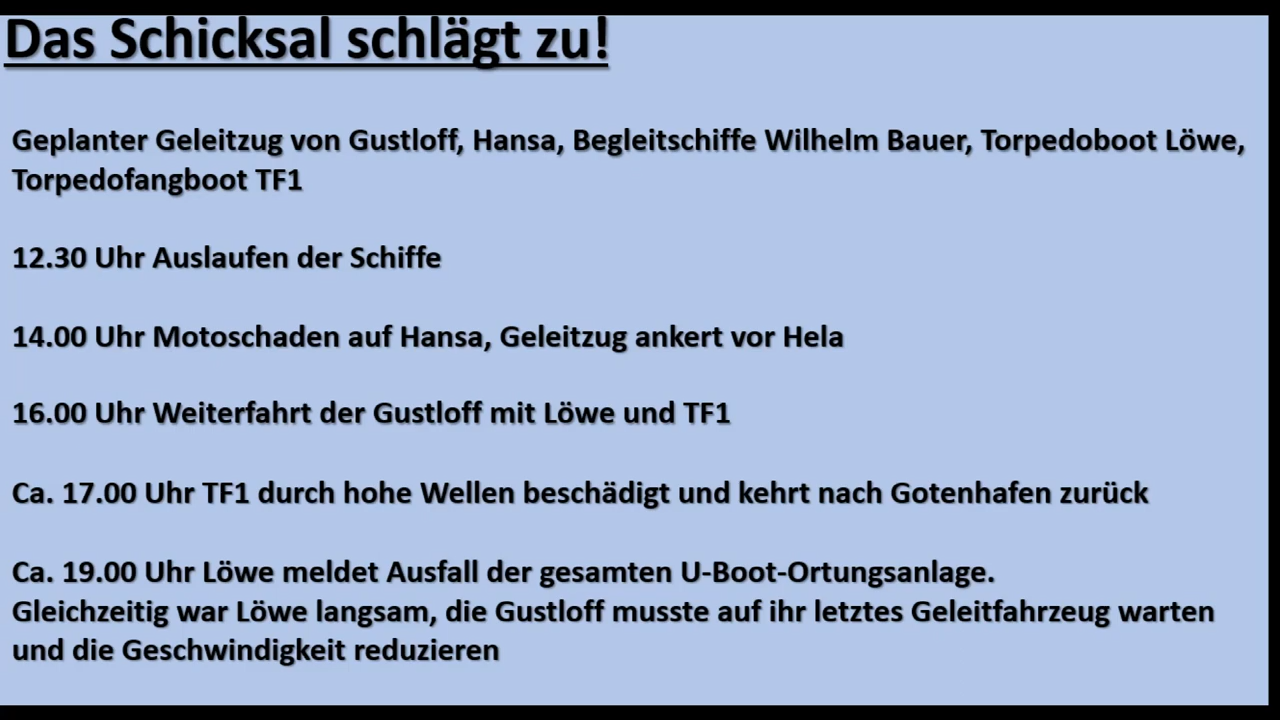 Das Schicksal schlägt zu!
Geplanter Geleitzug von Gustloff, Hansa, Begleitschiffe Wilhelm Bauer, Torpedoboot Löwe,
Torpedofangboot TF1
12.30 Uhr Auslaufen der Schiffe
14.00 Uhr Motoschaden auf Hansa, Geleitzug ankert vor Hela
16.00 Uhr Weiterfahrt der Gustloff mit Löwe und TF1
Ca. 17.00 Uhr TF1 durch hohe Wellen beschädigt und kehrt nach Gotenhafen zurück
Ca. 19.00 Uhr Löwe meldet Ausfall der gesamten U-Boot-Ortungsanlage.
Gleichzeitig war Löwe langsam, die Gustloff musste auf ihr letztes Geleitfahrzeug warten
und die Geschwindigkeit reduzieren